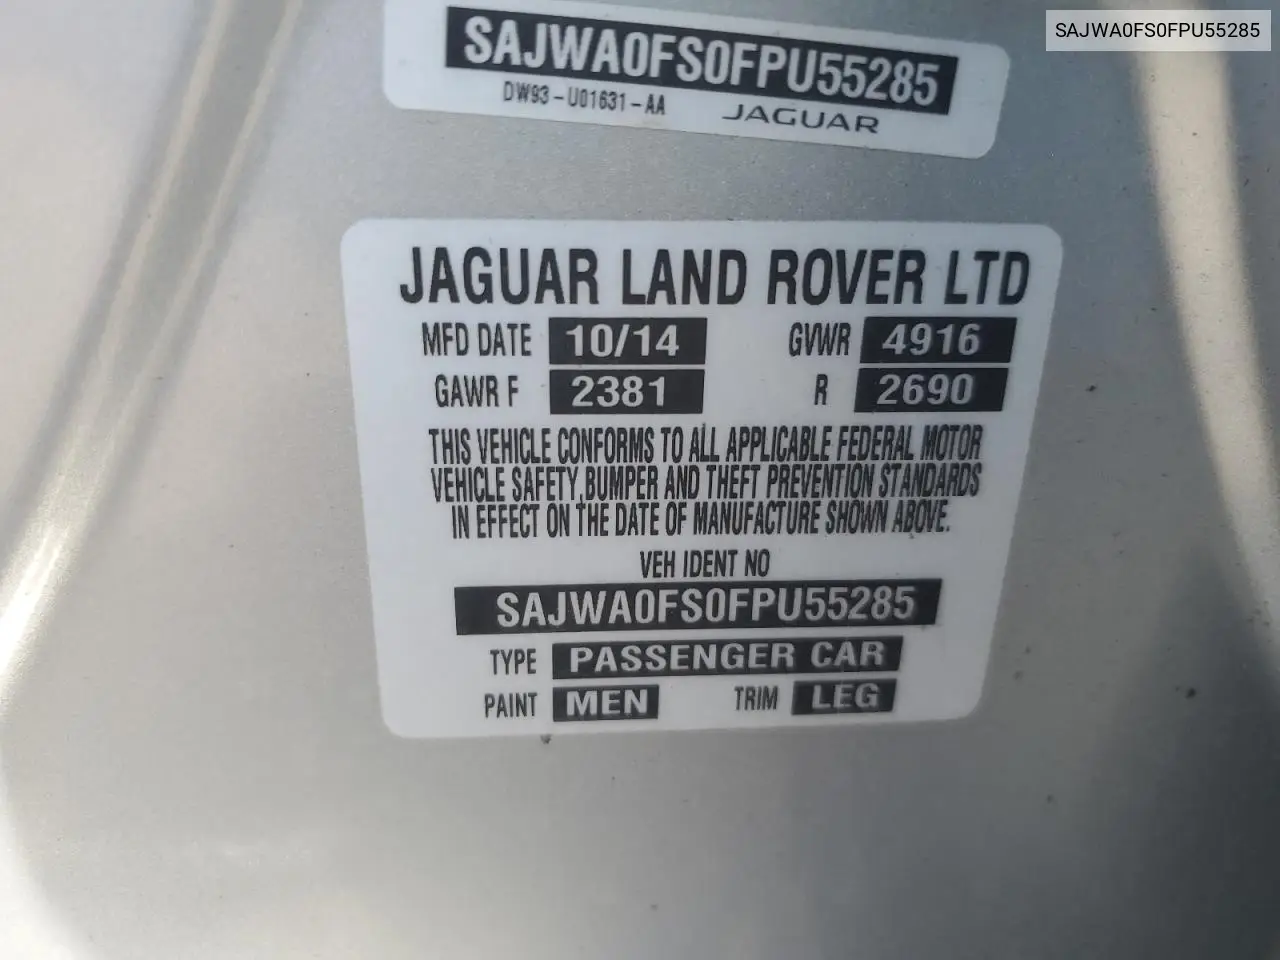 SAJWA0FS0FPU55285
SAJWA0FS0FPU55285
DW93-U01631-AA JAGUAR
JAGUAR LAND ROVER LTD
MFD DATE 10/14 GVWR 4916
GAWR F 2381 R 2690
THIS VEHICLE CONFORMS TO ALL APPLICABLE FEDERAL MOTOR
VEHICLE SAFETY, BUMPER AND THEFT PREVENTION STANDARDS
IN EFFECT ON THE DATE OF MANUFACTURE SHOWN ABOVE.
VEH IDENT NO
SAJWA0FS0FPU55285
TYPE PASSENGER CAR
PAINT MEN TRIM LEG